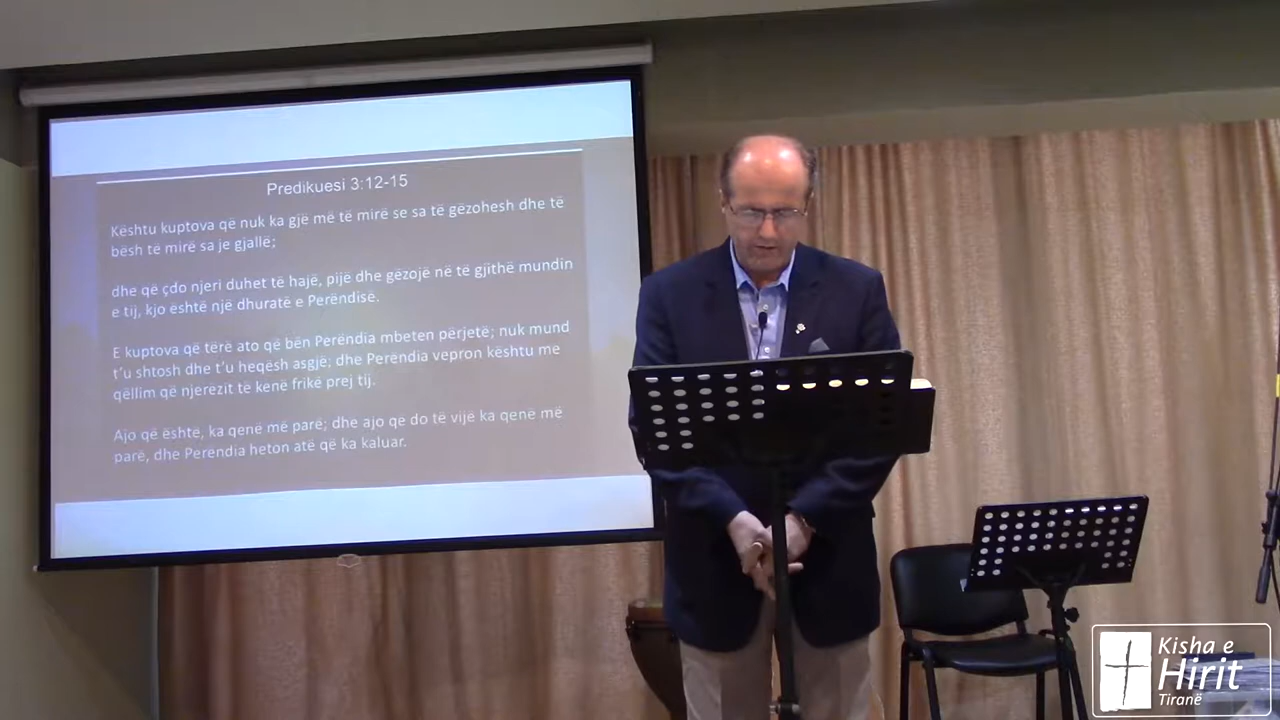 Predikuesi 3:12-15
Kështu kuptova që nuk ka gjë më të mirë se sa të gëzohesh dhe të
bësh të mirë sa je gjallë;
dhe që çdo njeri duhet të hajë, pijë dhe gëzojë në të gjithë mundin
e tij, kjo është një dhuratë e Perëndisë.
E kuptova që tërë ato që bën Perëndia mbeten përjetë; nuk mund
t'u shtosh dhe t'u heqësh asgjë; dhe Perëndia vepron kështu me
qëllim që njerezit të kenë frikë prej tij.
Ajo që është, ka qenë më parë; dhe ajo qe do të vijë ka qenë më
parë, dhe Perëndia heton atë që ka kaluar.
Kisha e
Hirit
Tiranë